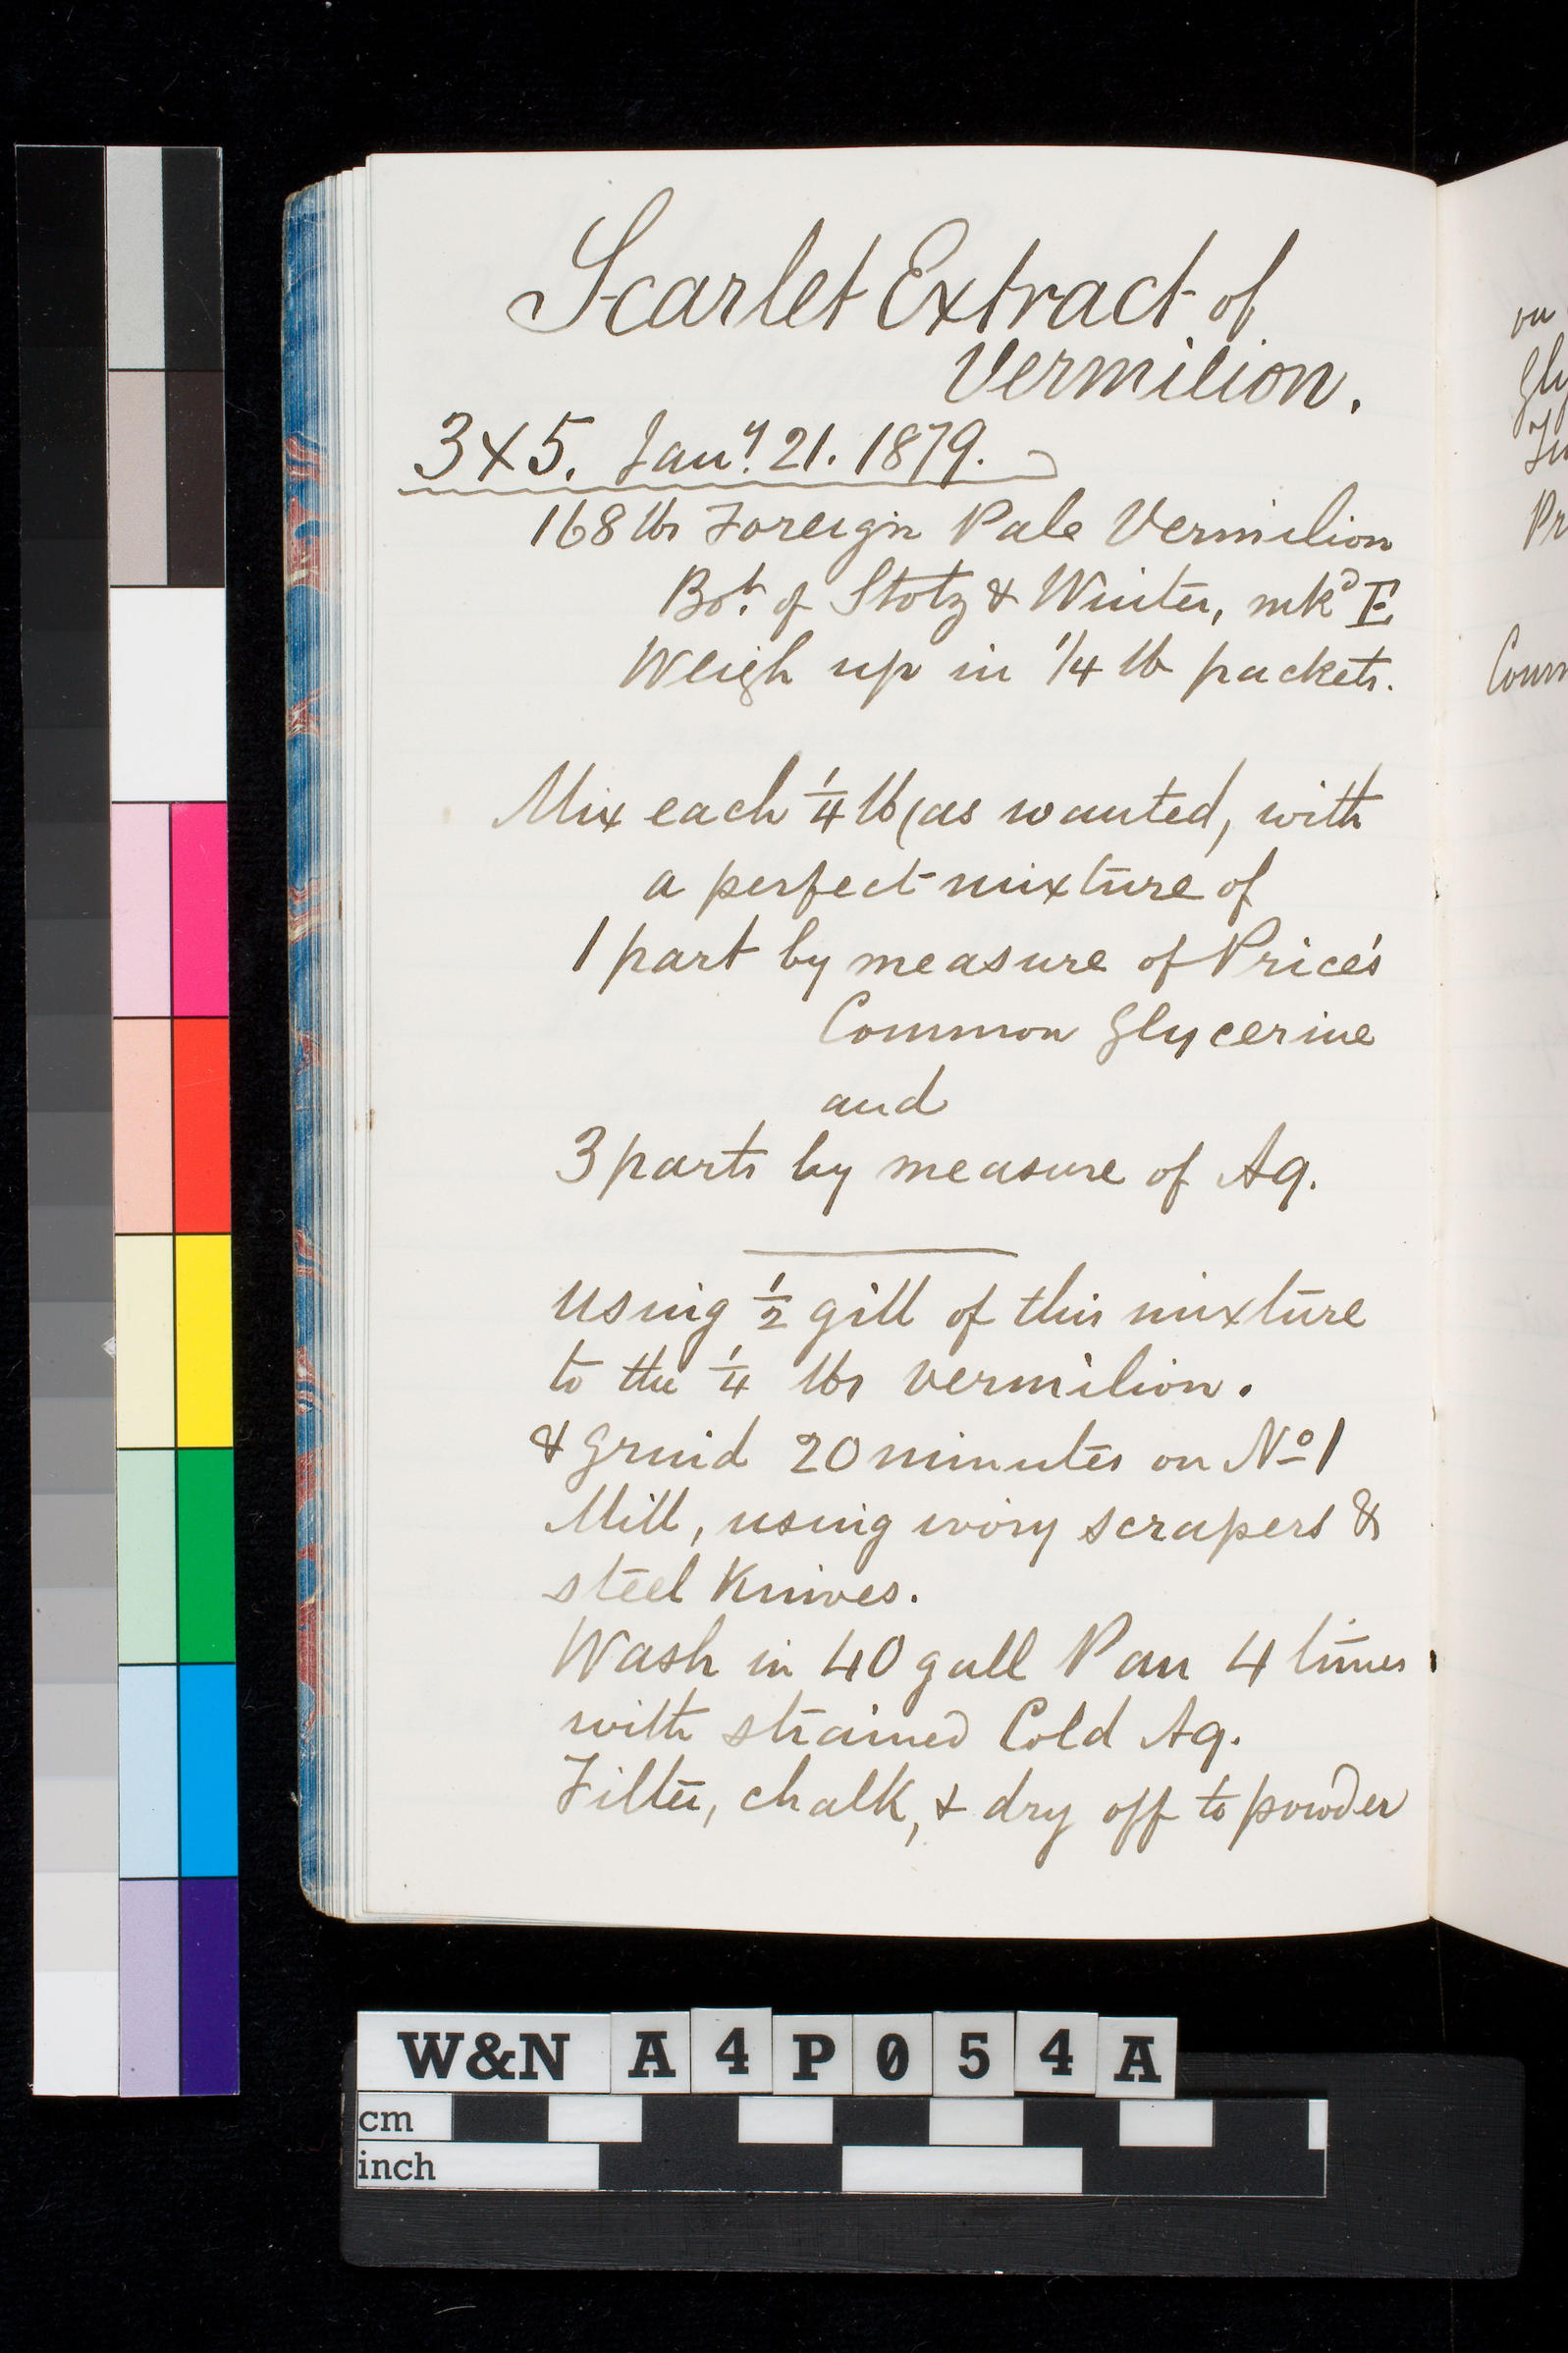 Scarlet Extract of
Vermilion.
3X5. Janʸ. 21. 1879.
168 lbs Foreign Pale Vermilion
Boᵗ. of Stotz & Winter, mkᵈ E
Weigh up in 1/4 lb packets.
Mix each 1/4 lb (as wanted, with
a perfect mixture of
1 part by measure of Price's
Common Glycerine
and
3 parts by measure of Aq.
using 1/2 gill of this mixture
to the 1/4 lbs vermilion.
& grind 20 minutes on Nº 1
Mill, using ivory scrapers &
steel Knives.
Wash in 40 gall Pan 4 times
with strained Cold Aq.
Filter, chalk, & dry off to powder
on
Gly
of
Pr
Comm
W&N A4P054A
cm
inch